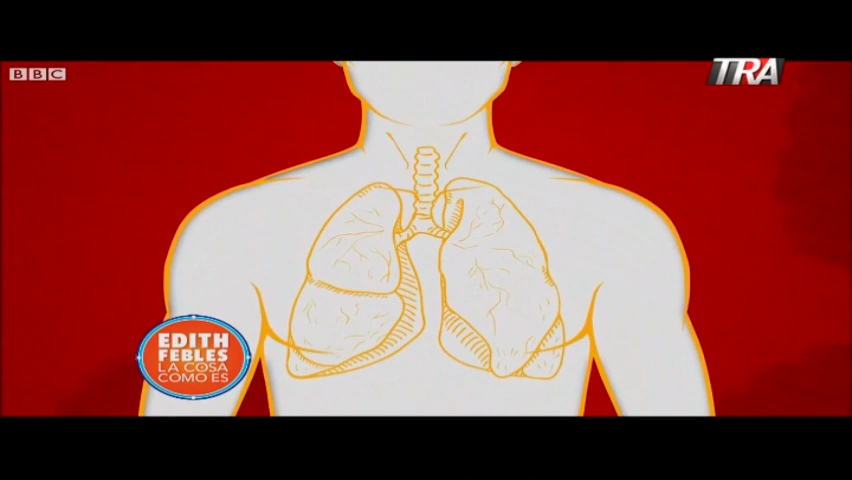 BBC
TRA
EDITH
FEBLES
LA COSA
COMO ES